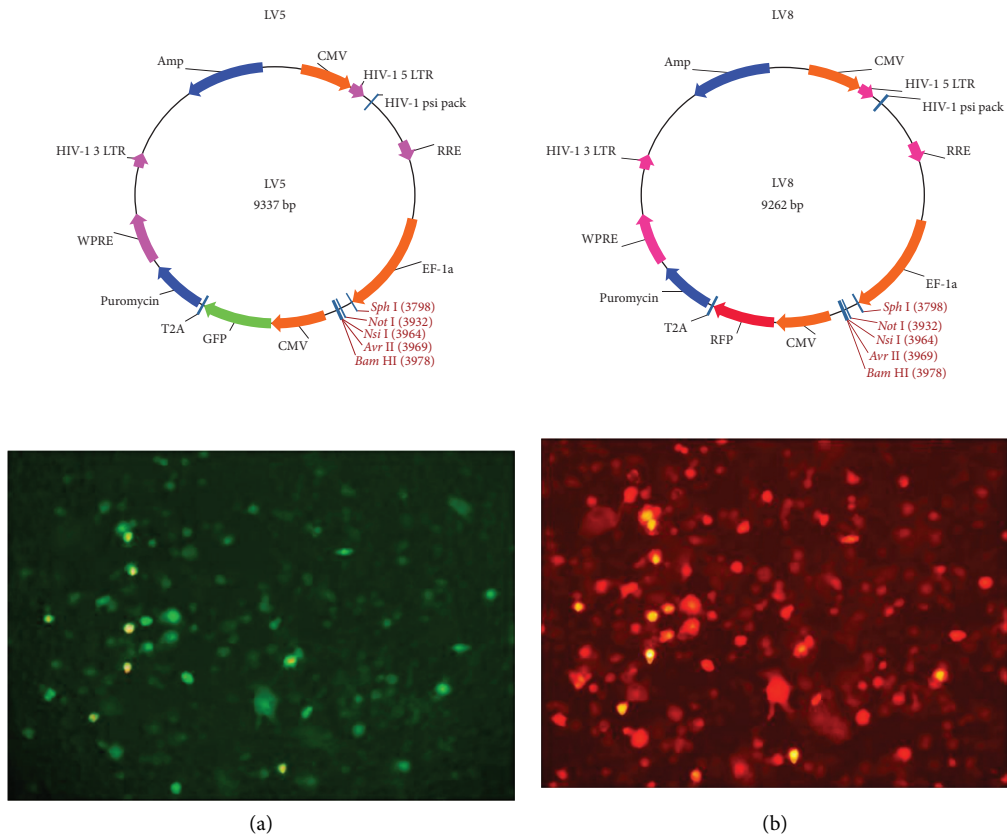 LV5
CMV
Amp
HIV-1 5 LTR
HIV-1 psi pack
HIV-1 3 LTR
RRE
LV5
9337 bp
WPRE
EF-1a
Puromycin
Sph I (3798)
T2A
Not I (3932)
GFP
CMV
Nsi I (3964)
Avr II (3969)
Bam HI (3978)
LV8
CMV
Amp
HIV-1 5 LTR
HIV-1 psi pack
HIV-1 3 LTR
RRE
LV8
9262 bp
WPRE
EF-1a
Puromycin
Sph I (3798)
T2A
Not I (3932)
RFP
CMV
Nsi I (3964)
Avr II (3969)
Bam HI (3978)
(a)
(b)